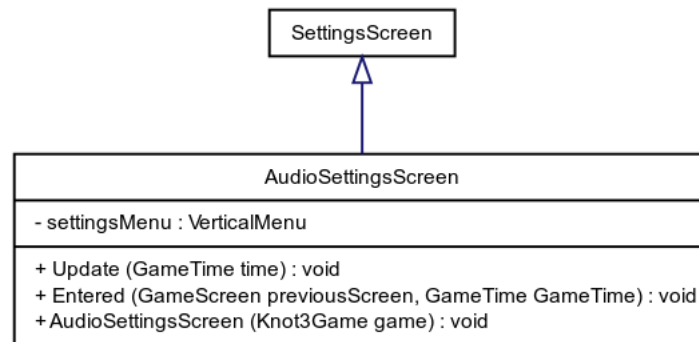 SettingsScreen
AudioSettingsScreen
- settingsMenu : VerticalMenu
+ Update (GameTime time) : void
+ Entered (GameScreen previousScreen, GameTime GameTime) : void
+ AudioSettingsScreen (Knot3Game game) : void